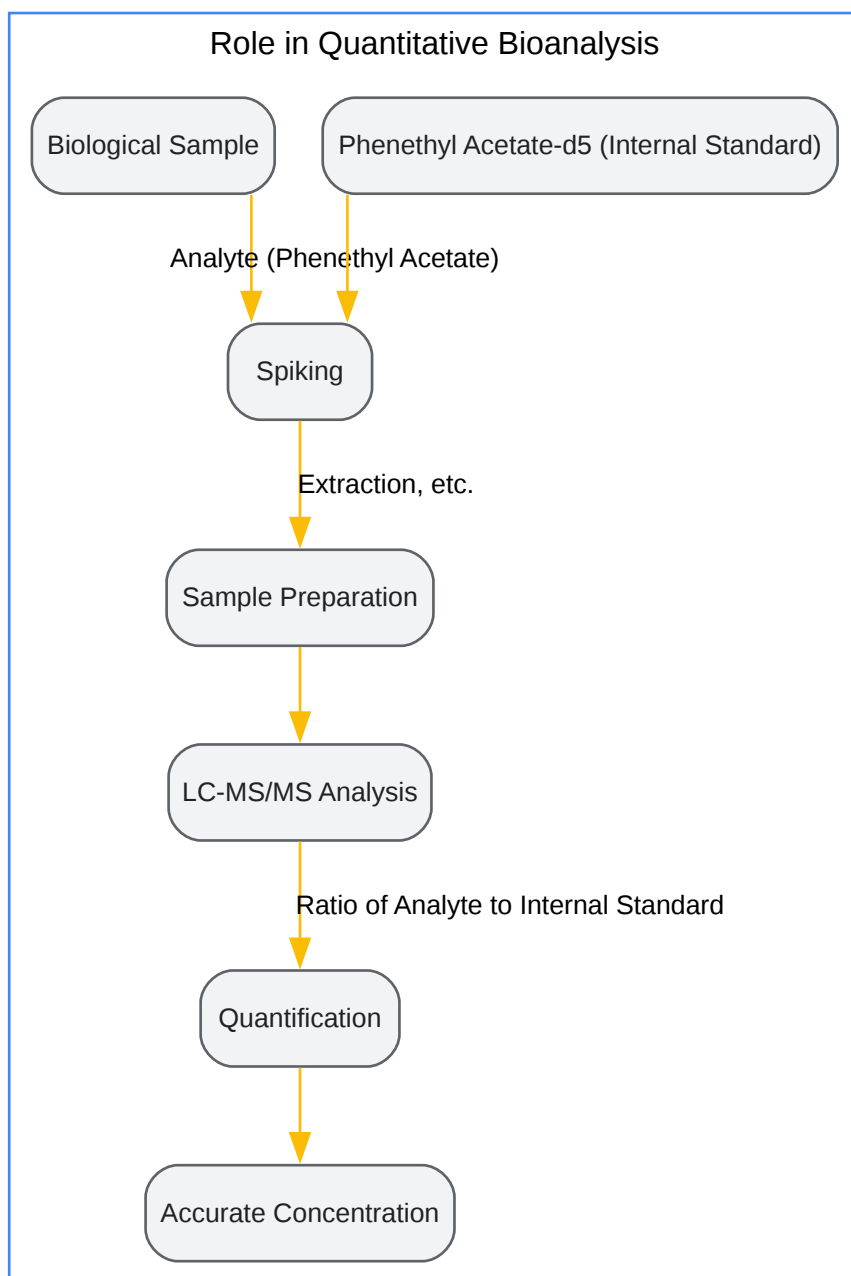 Role in Quantitative Bioanalysis
Biological Sample
Phenethyl Acetate-d5 (Internal Standard)
Analyte (Phenethyl Acetate)
Spiking
Extraction, etc.
Sample Preparation
LC-MS/MS Analysis
Ratio of Analyte to Internal Standard
Quantification
Accurate Concentration